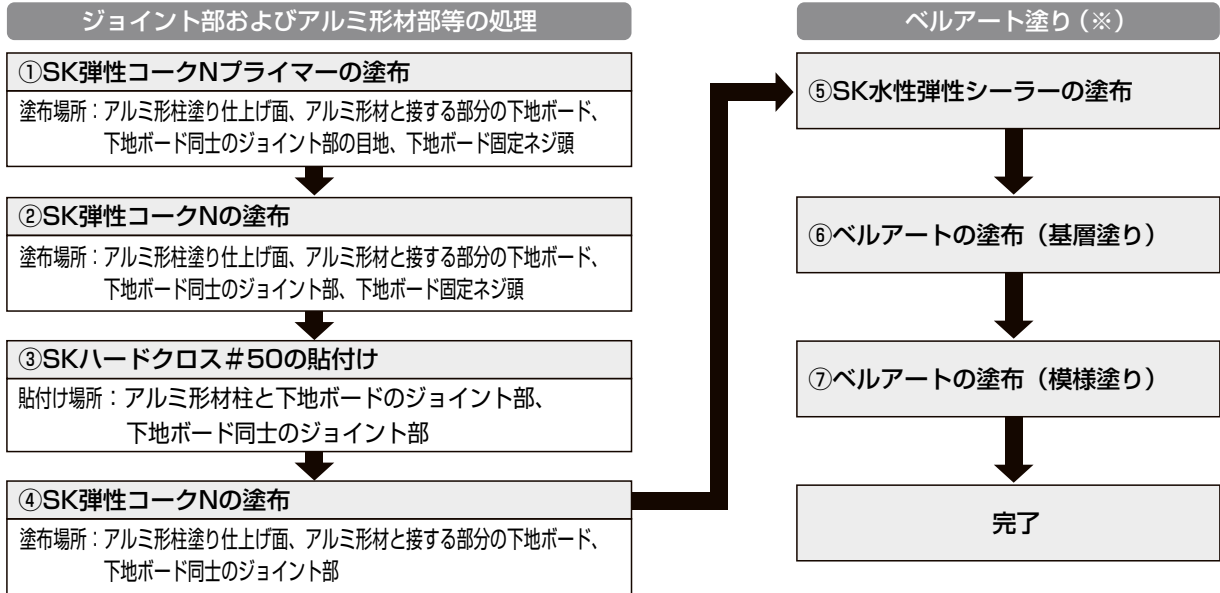 ジョイント部およびアルミ形材部等の処理
①SK弾性コークNプライマーの塗布
塗布場所：アルミ形柱塗り仕上げ面、アルミ形材と接する部分の下地ボード、
下地ボード同士のジョイント部の目地、下地ボード固定ネジ頭
②SK弾性コークNの塗布
塗布場所：アルミ形柱塗り仕上げ面、アルミ形材と接する部分の下地ボード、
下地ボード同士のジョイント部、下地ボード固定ネジ頭
③SKハードクロス＃50の貼付け
貼付け場所：アルミ形材柱と下地ボードのジョイント部、
下地ボード同士のジョイント部
④SK弾性コークNの塗布
塗布場所：アルミ形柱塗り仕上げ面、アルミ形材と接する部分の下地ボード、
下地ボード同士のジョイント部
ベルアート塗り（※）
⑤SK水性弾性シーラーの塗布
⑥ベルアートの塗布（基層塗り）
⑦ベルアートの塗布（模様塗り）
完了